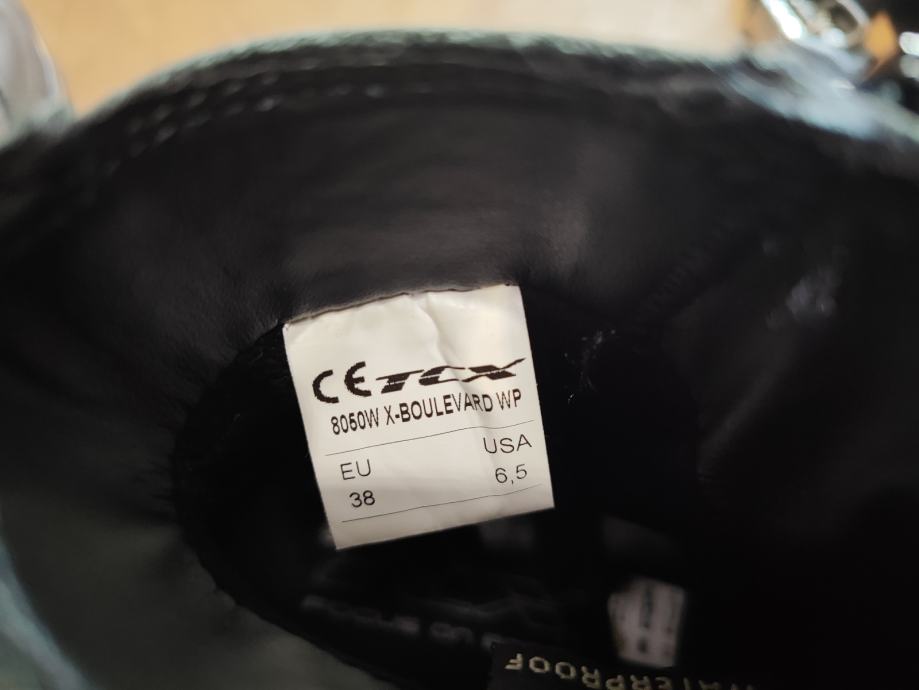 CE TCX
8050W X-BOULEVARD WP
EU USA
38 6,5
WATERPROOF